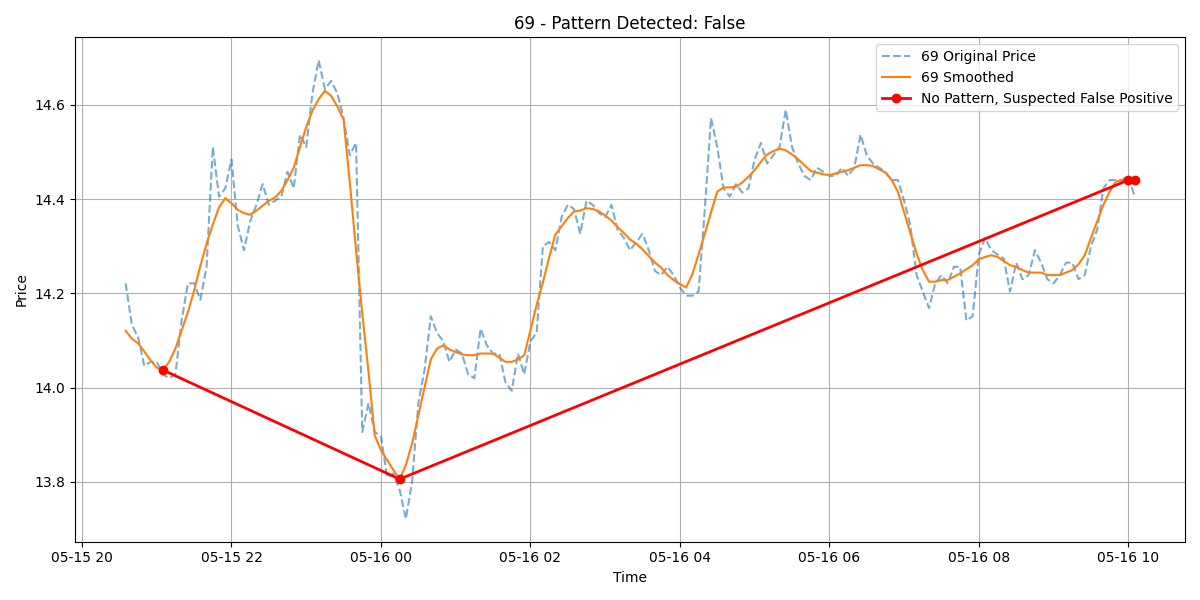 69 - Pattern Detected: False
69 Original Price
69 Smoothed
No Pattern, Suspected False Positive
Price
14.6
14.4
14.2
14.0
13.8
05-15 20
05-15 22
05-16 00
05-16 02
05-16 04
05-16 06
05-16 08
05-16 10
Time